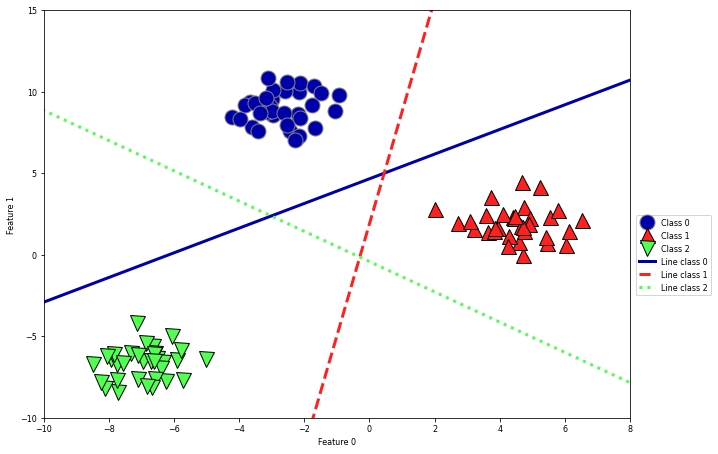 15
10
5
0
−5
−10
Feature 1
−10 −8 −6 −4 −2 0 2 4 6 8
Feature 0
Class 0
Class 1
Class 2
Line class 0
Line class 1
Line class 2